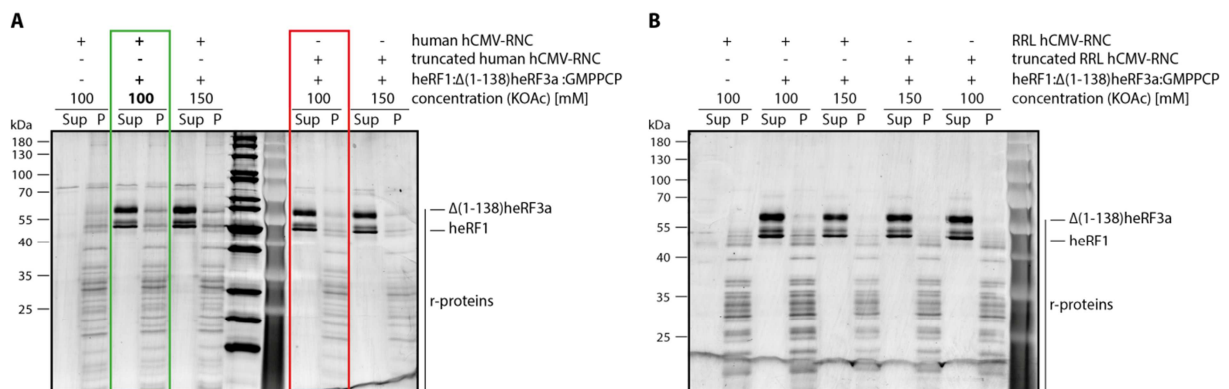 A
+ + + - - human hCMV-RNC
- - - + + truncated human hCMV-RNC
- + + + + heRF1:Δ(1-138)heRF3a :GMPPCP
100 100 150 100 150 concentration (KOAc) [mM]
kDa Sup P Sup P Sup P Sup P Sup P
180
130
100
70
55
40
35
25
Δ(1-138)heRF3a
heRF1
r-proteins
B
+ + + - - RRL hCMV-RNC
- - - + + truncated RRL hCMV-RNC
- + + + + heRF1:Δ(1-138)heRF3a:GMPPCP
100 100 150 150 100 concentration (KOAc) [mM]
kDa Sup P Sup P Sup P Sup P Sup P
180
130
100
70
55
40
35
25
Δ(1-138)heRF3a
heRF1
r-proteins